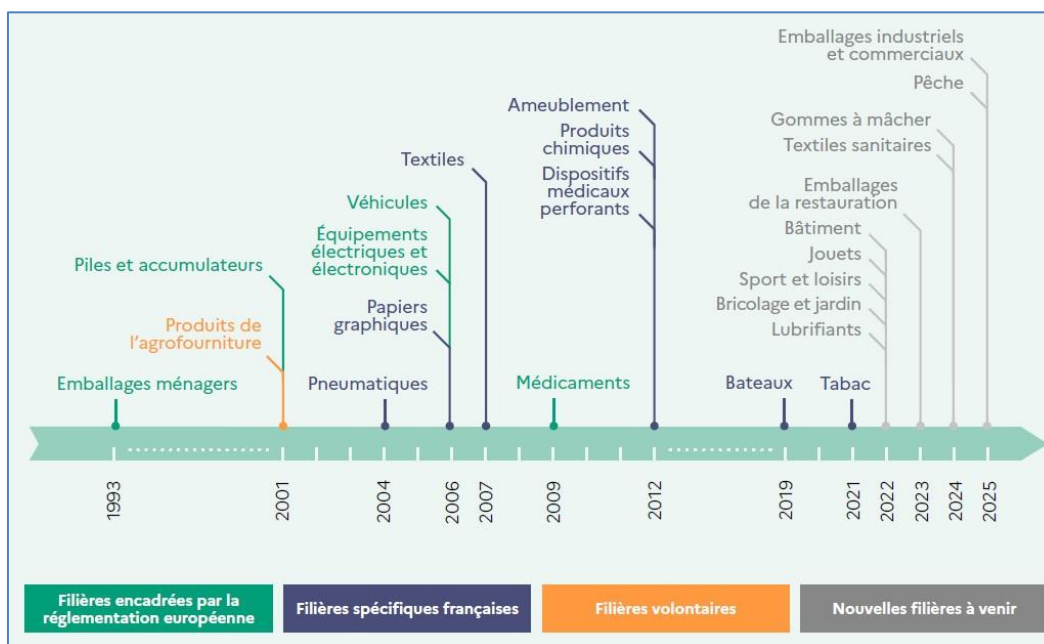 Emballages industriels
et commerciaux
Pêche
Ameublement
Gommes à mâcher
Produits
chimiques
Textiles sanitaires
Textiles
Dispositifs
médicaux
perforants
Emballages
de la restauration
Véhicules
Bâtiment
Équipements
électriques et
électroniques
Jouets
Piles et accumulateurs
Sport et loisirs
Papiers
graphiques
Bricolage et jardin
Produits de
l'agrofourniture
Lubrifiants
Emballages ménagers
Pneumatiques
Médicaments
Bateaux
Tabac
1993
2001
2004
2006
2007
2009
2012
2019
2021
2022
2023
2024
2025
Filières encadrées par la
réglementation européenne
Filières spécifiques françaises
Filières volontaires
Nouvelles filières à venir